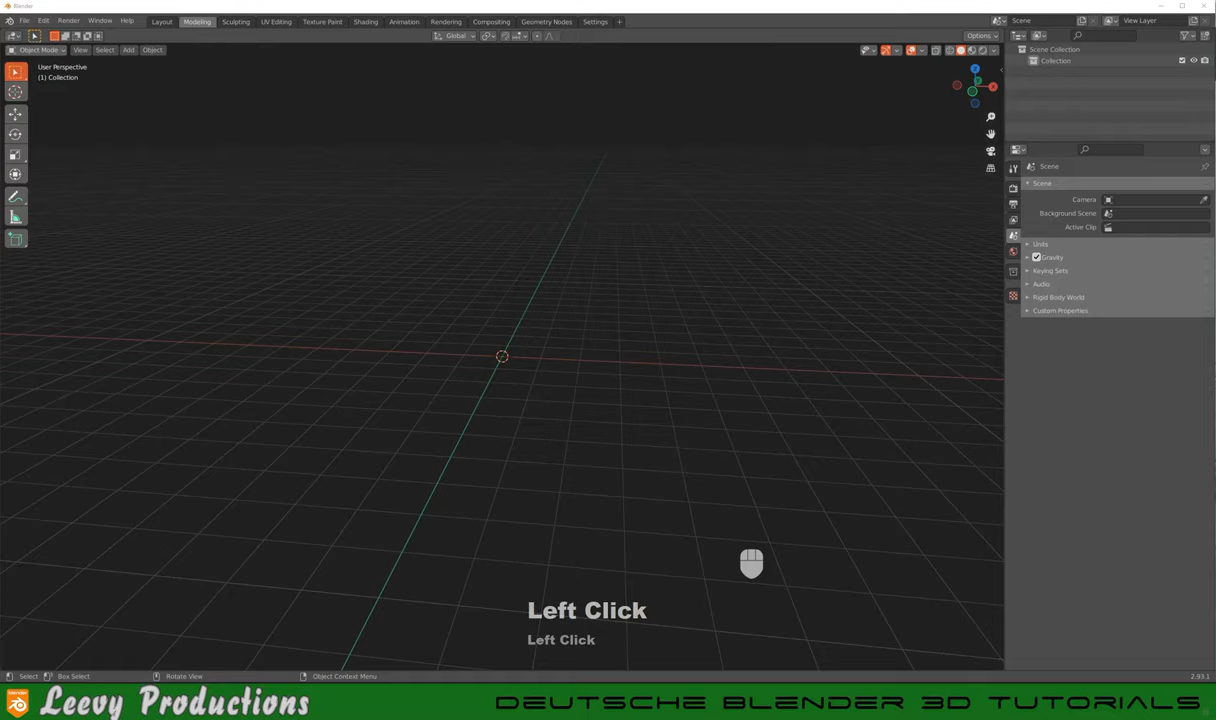 Blender
File Edit Render Window Help Layout Modeling Sculpting UV Editing Texture Paint Shading Animation Rendering Compositing Geometry Nodes Settings + Scene View Layer
Global Options
Object Mode View Select Add Object
User Perspective
(1) Collection
Z
X
Scene Collection
Collection
Scene
Scene
Camera
Background Scene
Active Clip
Units
Gravity
Keying Sets
Audio
Rigid Body World
Custom Properties
Left Click
Left Click
Select Box Select Rotate View Object Context Menu 2.93.1
Leevy Productions DEUTSCHE BLENDER 3D TUTORIALS